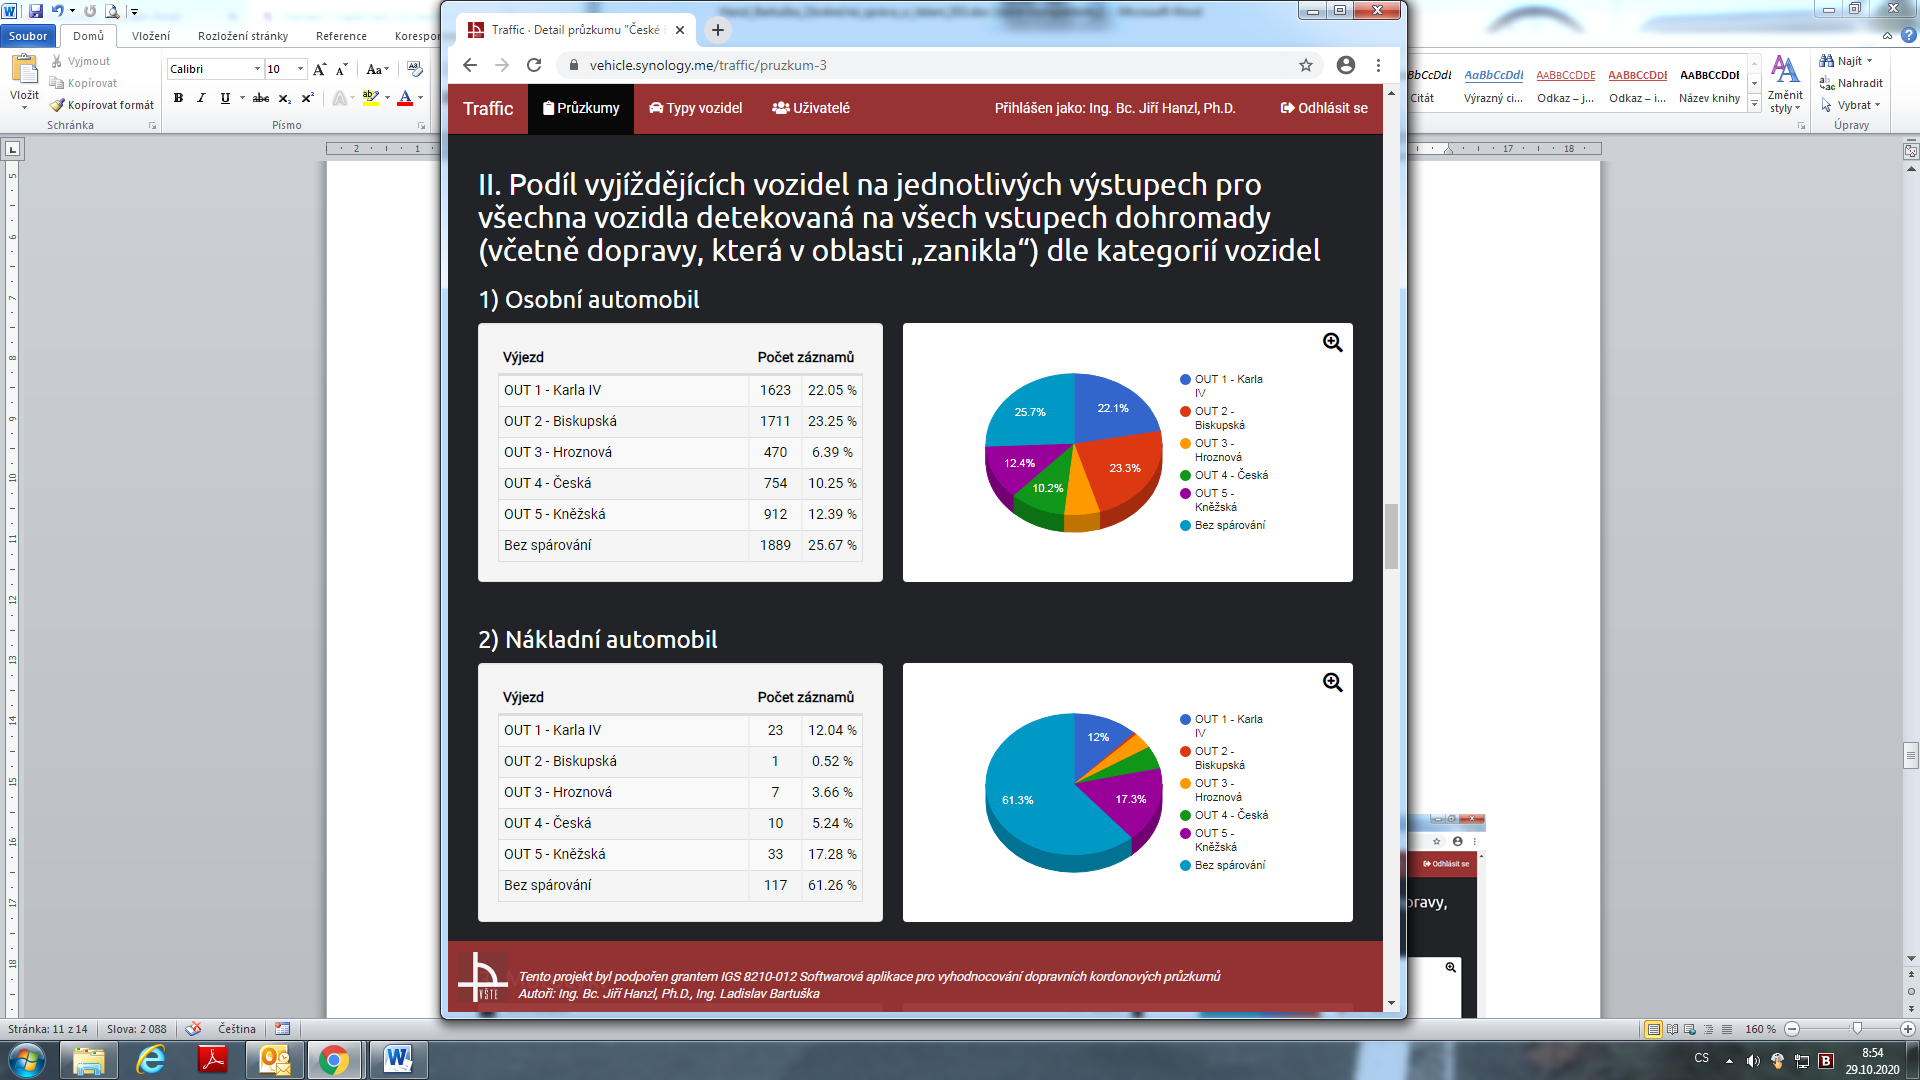 Traffic · Detail průzkumu "České
vehicle.synology.me/traffic/pruzkum-3
Soubor
Domů
Vložení
Rozložení stránky
Reference
Vložit
Vyjmout
Kopírovat
Kopírovat formát
Schránka
Calibri
10
Písmo
Citát
Výrazný ci...
Odkaz – j...
Odkaz – i...
Název knihy
Změnit
styly
Najít
Nahradit
Vybrat
Úpravy
Traffic
Průzkumy
Typy vozidel
Uživatelé
Přihlášen jako: Ing. Bc. Jiří Hanzl, Ph.D.
Odhlásit se
II. Podíl vyjíždějících vozidel na jednotlivých výstupech pro
všechna vozidla detekovaná na všech vstupech dohromady
(včetně dopravy, která v oblasti „zanikla“) dle kategorií vozidel
1) Osobní automobil
Výjezd Počet záznamů
OUT 1 - Karla IV 1623 22.05 %
OUT 2 - Biskupská 1711 23.25 %
OUT 3 - Hroznová 470 6.39 %
OUT 4 - Česká 754 10.25 %
OUT 5 - Kněžská 912 12.39 %
Bez spárování 1889 25.67 %
25.7%
22.1%
12.4%
23.3%
10.2%
OUT 1 - Karla
IV
OUT 2 -
Biskupská
OUT 3 -
Hroznová
OUT 4 - Česká
OUT 5 -
Kněžská
Bez spárování
2) Nákladní automobil
Výjezd Počet záznamů
OUT 1 - Karla IV 23 12.04 %
OUT 2 - Biskupská 1 0.52 %
OUT 3 - Hroznová 7 3.66 %
OUT 4 - Česká 10 5.24 %
OUT 5 - Kněžská 33 17.28 %
Bez spárování 117 61.26 %
12%
61.3%
17.3%
OUT 1 - Karla
IV
OUT 2 -
Biskupská
OUT 3 -
Hroznová
OUT 4 - Česká
OUT 5 -
Kněžská
Bez spárování
Odhlásit se
VŠTE
Tento projekt byl podpořen grantem IGS 8210-012 Softwarová aplikace pro vyhodnocování dopravních kordonových průzkumů
Autoři: Ing. Bc. Jiří Hanzl, Ph.D., Ing. Ladislav Bartuška
Stránka: 11 z 14
Slova: 2 088
Čeština
160 %
CS
8:54
29.10.2020